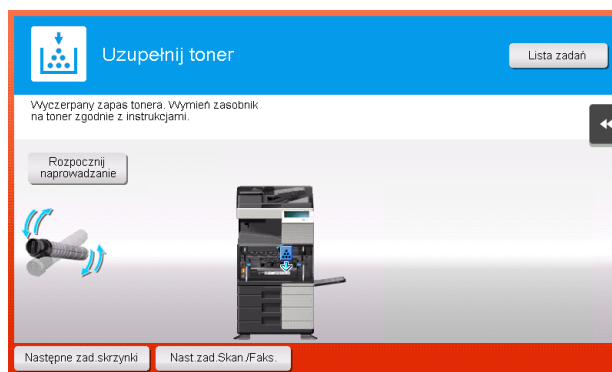 Uzupełnij toner
Lista zadań
Wyczerpany zapas tonera. Wymień zasobnik
na toner zgodnie z instrukcjami.
Rozpocznij
naprowadzanie
Następne zad.skrzynki
Nast.zad.Skan./Faks.